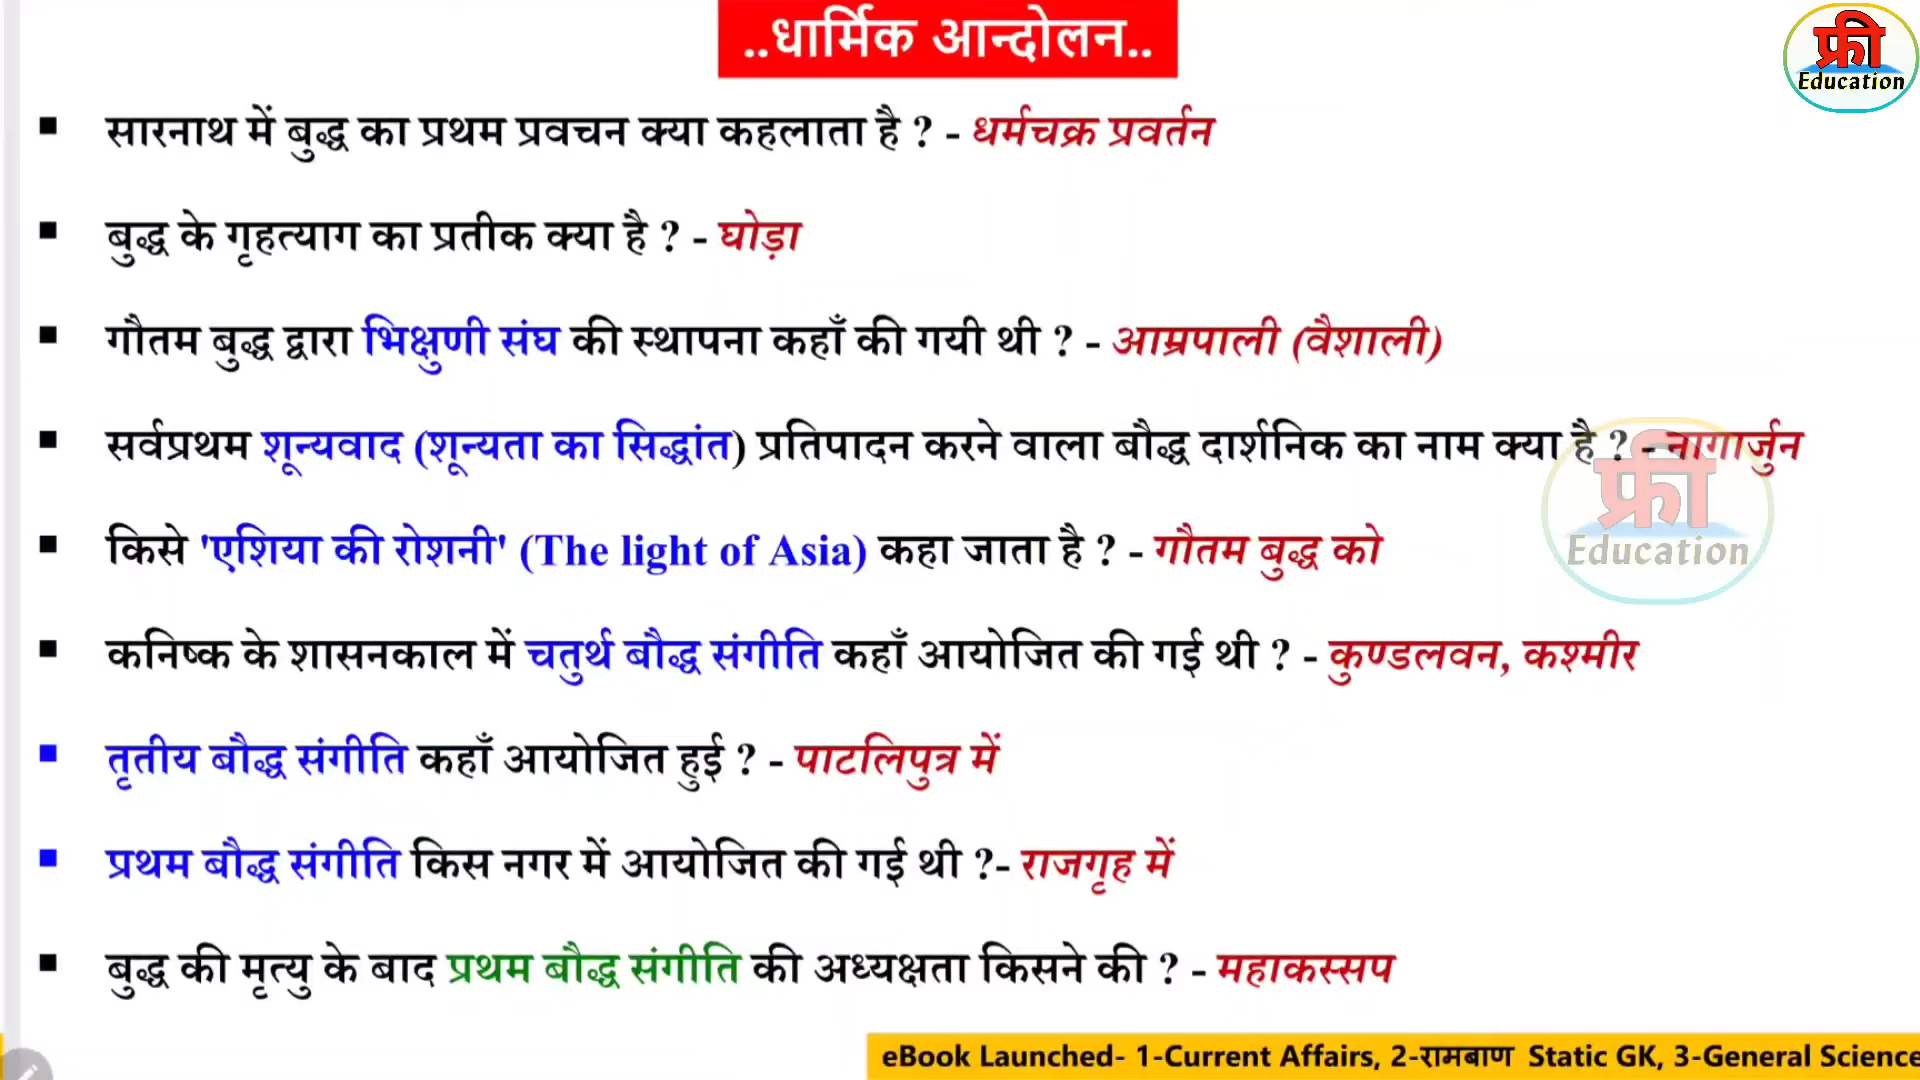 ..धार्मिक आन्दोलन..
फ्री
Education
सारनाथ में बुद्ध का प्रथम प्रवचन क्या कहलाता है ? - धर्मचक्र प्रवर्तन
बुद्ध के गृहत्याग का प्रतीक क्या है ? - घोड़ा
गौतम बुद्ध द्वारा भिक्षुणी संघ की स्थापना कहाँ की गयी थी ? - आम्रपाली (वैशाली)
सर्वप्रथम शून्यवाद (शून्यता का सिद्धांत) प्रतिपादन करने वाला बौद्ध दार्शनिक का नाम क्या है ? - नागार्जुन
फ्री
Education
किसे 'एशिया की रोशनी' (The light of Asia) कहा जाता है ? - गौतम बुद्ध को
कनिष्क के शासनकाल में चतुर्थ बौद्ध संगीति कहाँ आयोजित की गई थी ? - कुण्डलवन, कश्मीर
तृतीय बौद्ध संगीति कहाँ आयोजित हुई ? - पाटलिपुत्र में
प्रथम बौद्ध संगीति किस नगर में आयोजित की गई थी ?- राजगृह में
बुद्ध की मृत्यु के बाद प्रथम बौद्ध संगीति की अध्यक्षता किसने की ? - महाकस्सप
eBook Launched- 1-Current Affairs, 2-रामबाण Static GK, 3-General Science